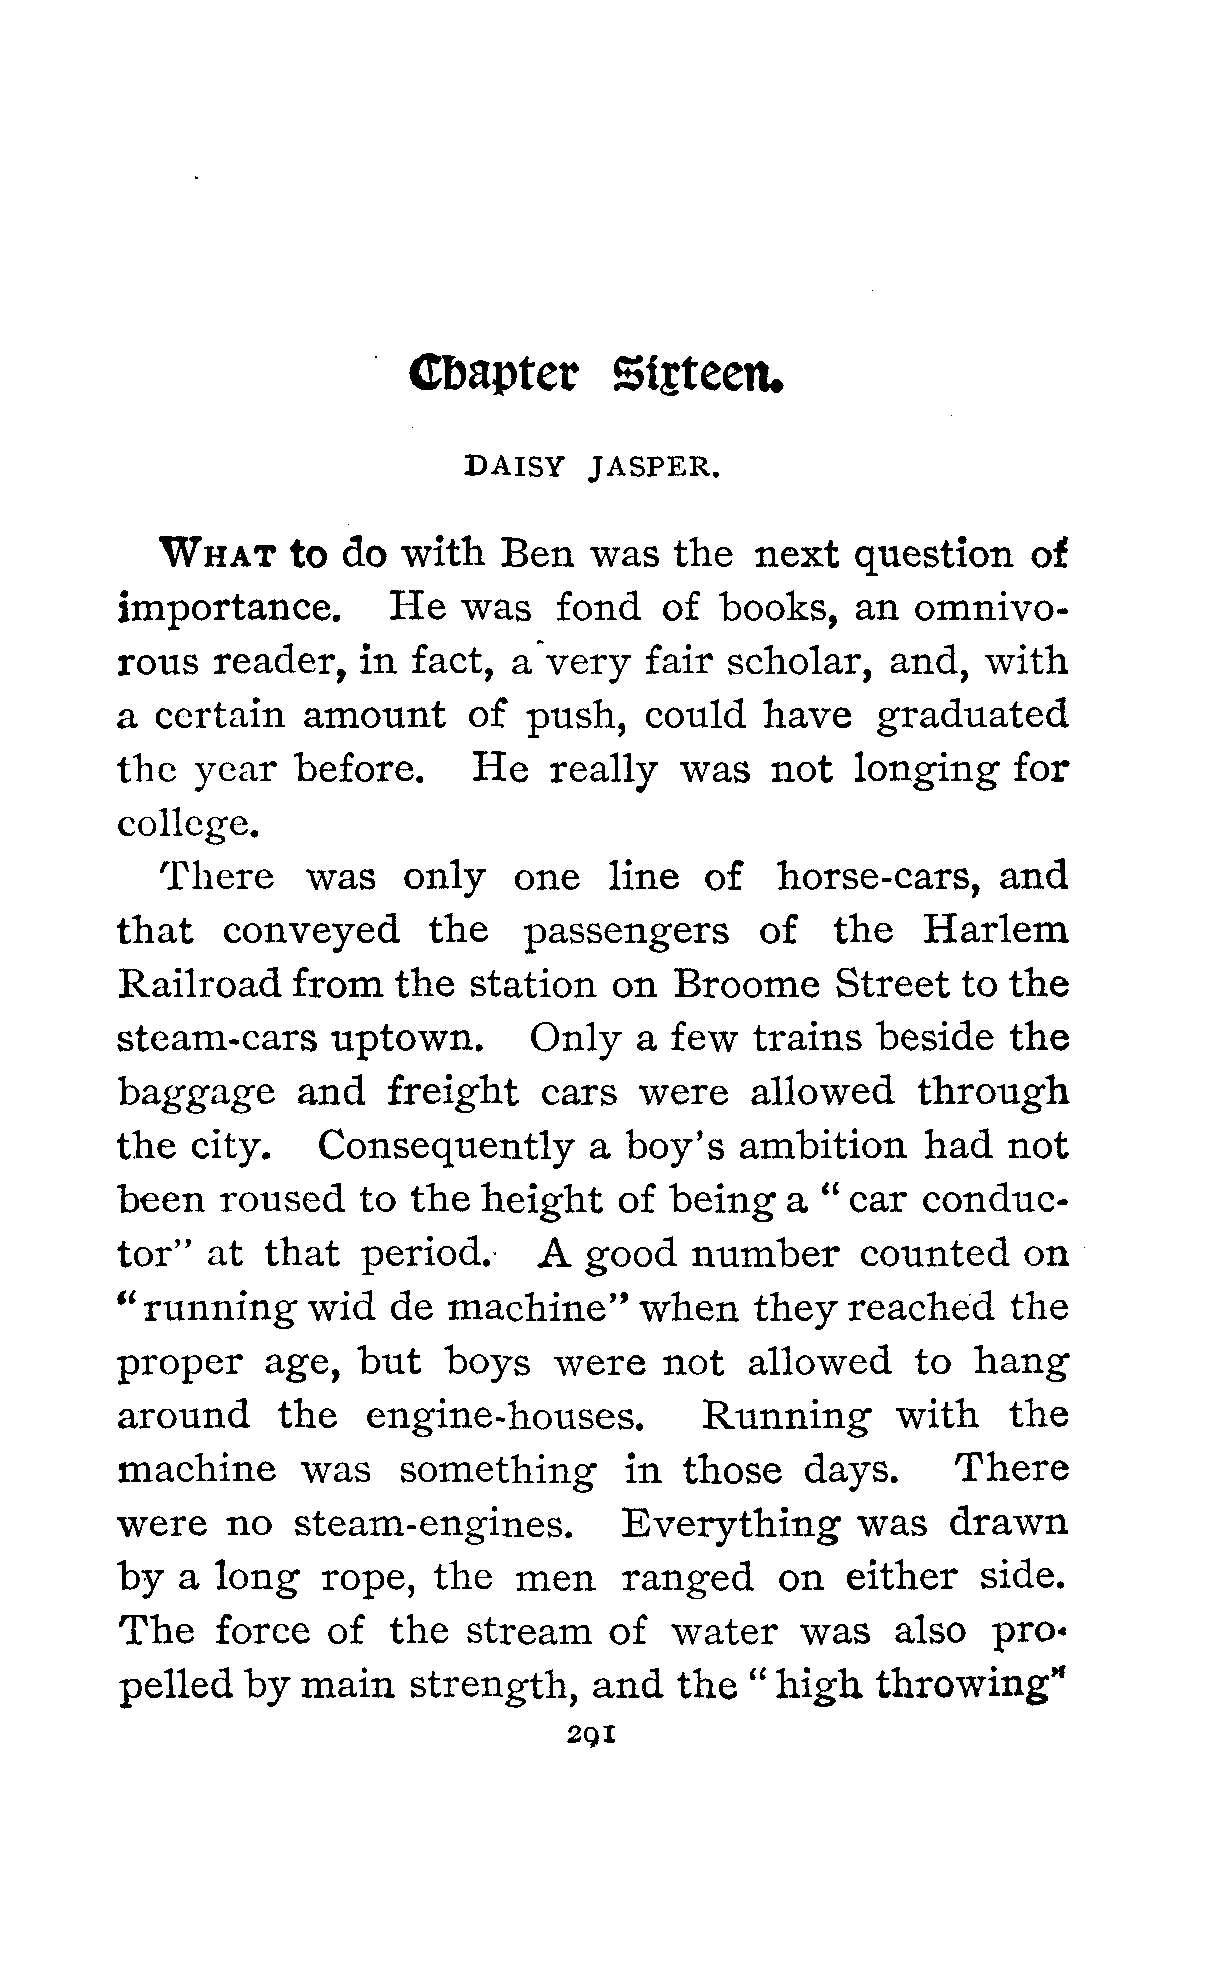 Chapter Sixteen.
DAISY JASPER.
WHAT to do with Ben was the next question of
importance. He was fond of books, an omnivo-
rous reader, in fact, a very fair scholar, and, with
a certain amount of push, could have graduated
the year before. He really was not longing for
college.
There was only one line of horse-cars, and
that conveyed the passengers of the Harlem
Railroad from the station on Broome Street to the
steam-cars uptown. Only a few trains beside the
baggage and freight cars were allowed through
the city. Consequently a boy's ambition had not
been roused to the height of being a “car conduc-
tor” at that period. A good number counted on
“running wid de machine” when they reached the
proper age, but boys were not allowed to hang
around the engine-houses. Running with the
machine was something in those days. There
were no steam-engines. Everything was drawn
by a long rope, the men ranged on either side.
The force of the stream of water was also pro-
pelled by main strength, and the “high throwing”
291